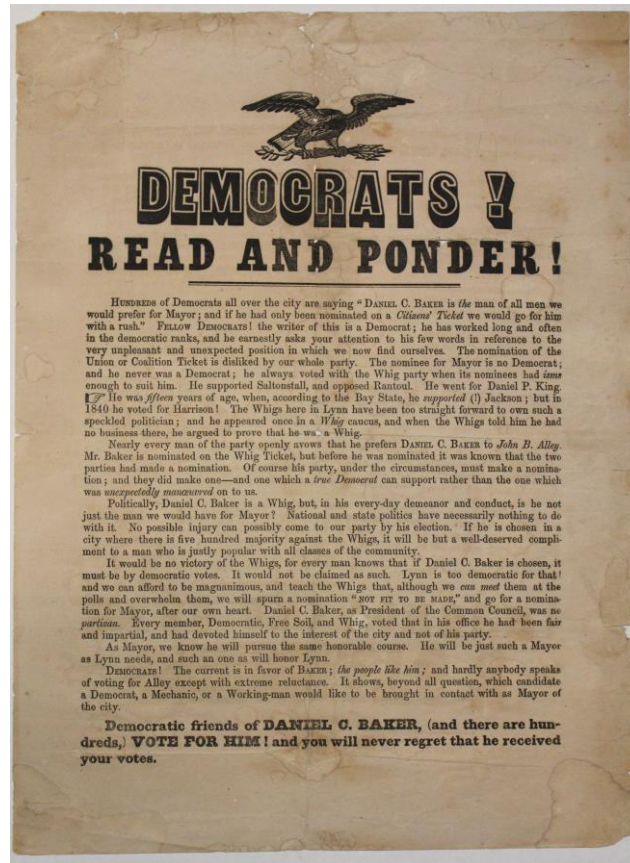 DEMOCRATS!
READ AND PONDER!
HUNDREDS of Democrats all over the city are saying "DANIEL C. BAKER is the man of all men we
would prefer for Mayor; and if he had only been nominated on a Citizens' Ticket we would go for him
with a rush." FELLOW DEMOCRATS! the writer of this is a Democrat; he has worked long and often
in the democratic ranks, and he earnestly asks your attention to his few words in reference to the
very unpleasant and unexpected position in which we now find ourselves. The nomination of the
Union or Coalition Ticket is disliked by our whole party. The nominee for Mayor is no Democrat;
and he never was a Democrat; he always voted with the Whig party when its nominees had isms
enough to suit him. He supported Saltonstall, and opposed Rantoul. He went for Daniel P. King.
☞ He was fifteen years of age, when, according to the Bay State, he supported (!) Jackson; but in
1840 he voted for Harrison! The Whigs here in Lynn have been too straight forward to own such a
speckled politician; and he appeared once in a Whig caucus, and when the Whigs told him he had
no business there, he argued to prove that he was a Whig.
Nearly every man of the party openly avows that he prefers DANIEL C. BAKER to John B. Alley.
Mr. Baker is nominated on the Whig Ticket, but before he was nominated it was known that the two
parties had made a nomination. Of course his party, under the circumstances, must make a nomina-
tion; and they did make one—and one which a true Democrat can support rather than the one which
was unexpectedly manœuvred on to us.
Politically, Daniel C. Baker is a Whig, but, in his every-day demeanor and conduct, is he not
just the man we would have for Mayor? National and state politics have necessarily nothing to do
with it. No possible injury can possibly come to our party by his election. If he is chosen in a
city where there is five hundred majority against the Whigs, it will be but a well-deserved compli-
ment to a man who is justly popular with all classes of the community.
It would be no victory of the Whigs, for every man knows that if Daniel C. Baker is chosen, it
must be by democratic votes. It would not be claimed as such. Lynn is too democratic for that!
and we can afford to be magnanimous, and teach the Whigs that, although we can meet them at the
polls and overwhelm them, we will spurn a nomination "NOT FIT TO BE MADE," and go for a nomina-
tion for Mayor, after our own heart. Daniel C. Baker, as President of the Common Council, was no
partizan. Every member, Democratic, Free Soil, and Whig, voted that in his office he had been fair
and impartial, and had devoted himself to the interest of the city and not of his party.
As Mayor, we know he will pursue the same honorable course. He will be just such a Mayor
as Lynn needs, and such an one as will honor Lynn.
DEMOCRATS! The current is in favor of BAKER; the people like him; and hardly anybody speaks
of voting for Alley except with extreme reluctance. It shows, beyond all question, which candidate
a Democrat, a Mechanic, or a Working-man would like to be brought in contact with as Mayor of
the city.
Democratic friends of DANIEL C. BAKER, (and there are hun-
dreds,) VOTE FOR HIM! and you will never regret that he received
your votes.